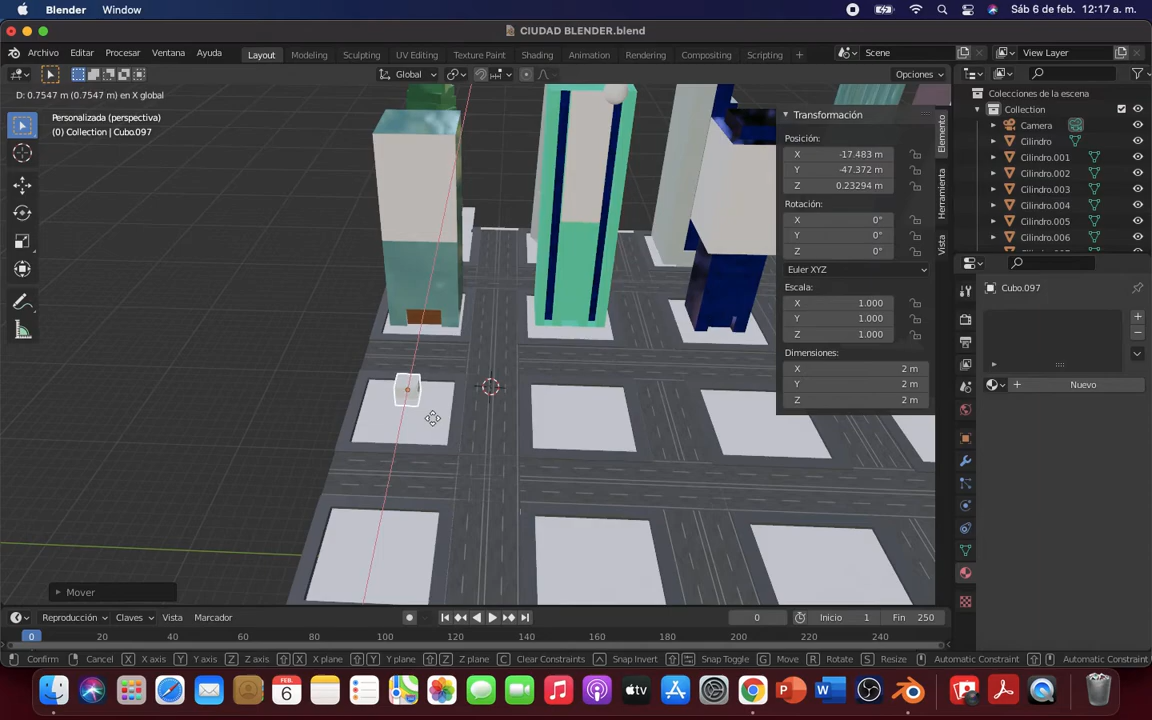 Blender Window Sáb 6 de feb. 12:17 a. m.
CIUDAD BLENDER.blend
Archivo Editar Procesar Ventana Ayuda Layout Modeling Sculpting UV Editing Texture Paint Shading Animation Rendering Compositing Scripting + Scene View Layer
Global Opciones
D: 0.7547 m (0.7547 m) en X global
Personalizada (perspectiva)
(0) Collection | Cubo.097
Transformación
Posición:
X -17.483 m
Y -47.372 m
Z 0.23294 m
Rotación:
X 0°
Y 0°
Z 0°
Euler XYZ
Escala:
X 1.000
Y 1.000
Z 1.000
Dimensiones:
X 2 m
Y 2 m
Z 2 m
Elemento
Herramienta
Vista
Colecciones de la escena
Collection
Camera
Cilindro
Cilindro.001
Cilindro.002
Cilindro.003
Cilindro.004
Cilindro.005
Cilindro.006
Cubo.097
Nuevo
Mover
Reproducción Claves Vista Marcador 0 Inicio 1 Fin 250
0 20 40 60 80 100 120 140 160 180 200 220 240
Confirm Cancel X X axis Y Y axis Z Z axis X X plane Y Y plane Z Z plane C Clear Constraints Snap Invert Snap Toggle G Move R Rotate S Resize Automatic Constraint Automatic Constraint
FEB.
6